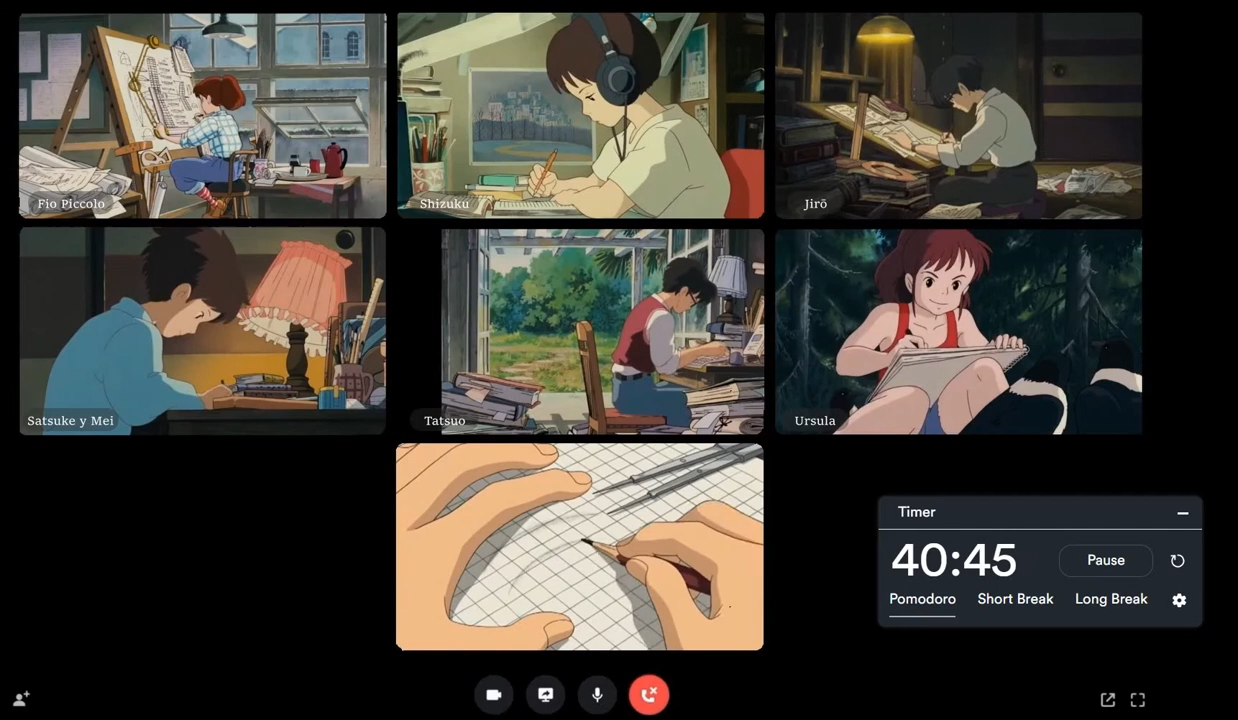 Fio Piccolo
Shizuku
Jirō
Satsuke y Mei
Tatsuo
Ursula
Timer
40:45
Pause
Pomodoro
Short Break
Long Break